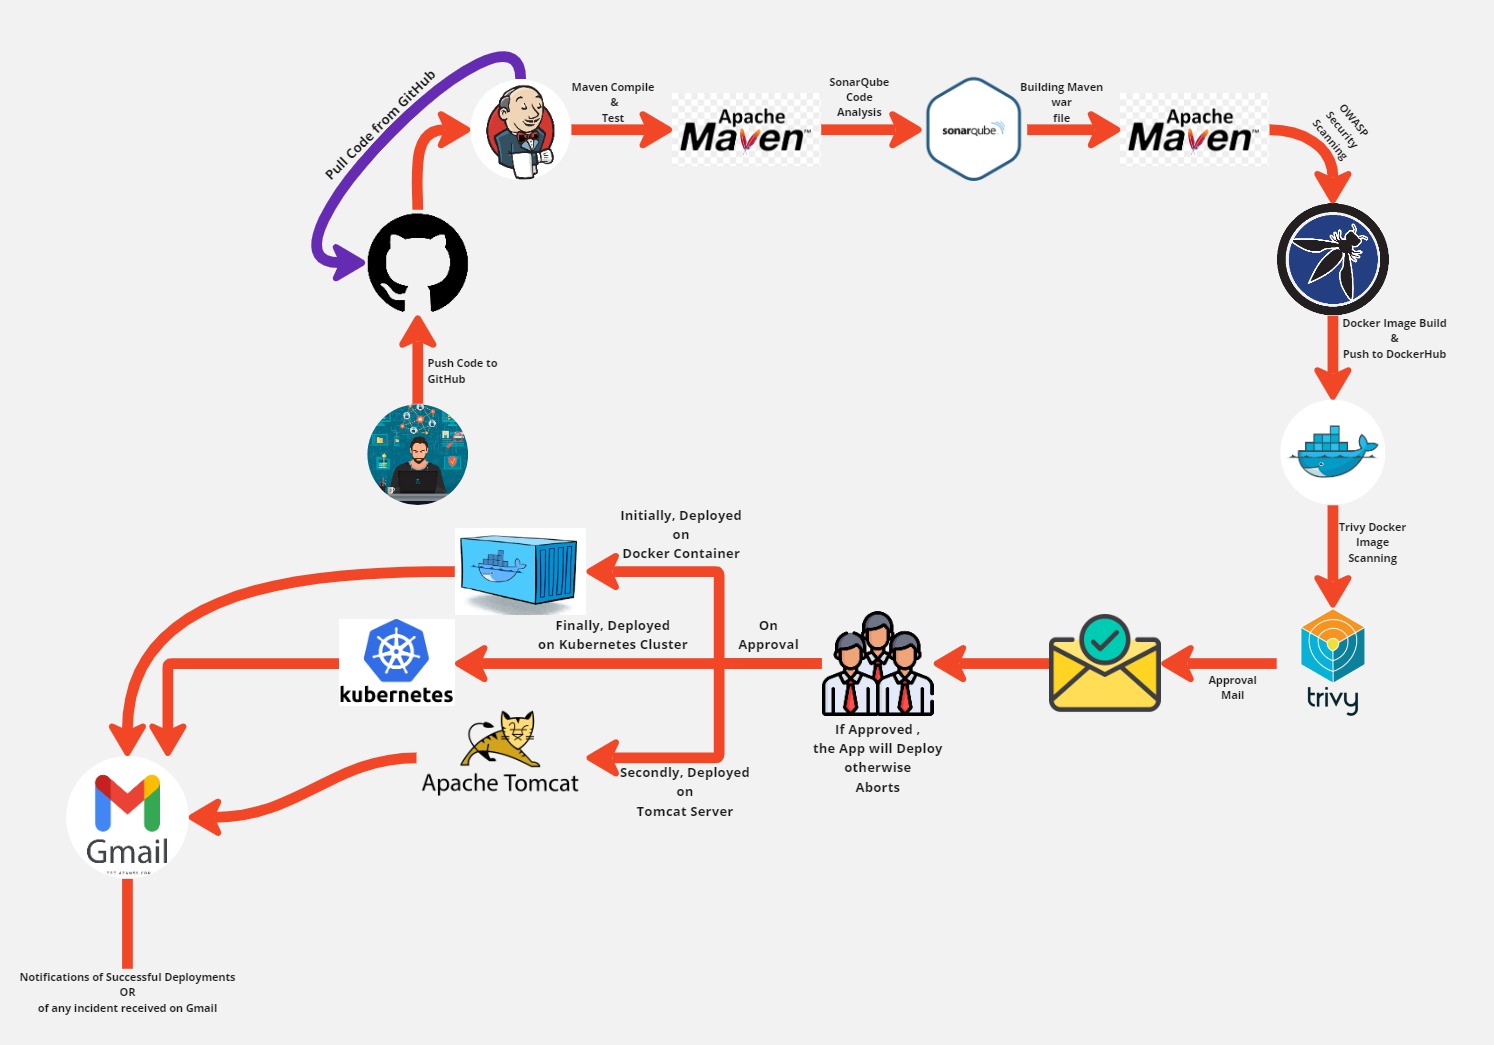 Pull Code from GitHub
Maven Compile
&
Test
Apache
Maven™
SonarQube
Code
Analysis
sonarqube
Building Maven
war
file
Apache
Maven™
OWASP
Security
Scanning
Push Code to
GitHub
Docker Image Build
&
Push to DockerHub
Trivy Docker
Image
Scanning
trivy
Approval
Mail
If Approved ,
the App will Deploy
otherwise
Aborts
On
Approval
Initially, Deployed
on
Docker Container
Finally, Deployed
on Kubernetes Cluster
kubernetes
Secondly, Deployed
on
Tomcat Server
Apache Tomcat
Gmail
Notifications of Successful Deployments
OR
of any incident received on Gmail